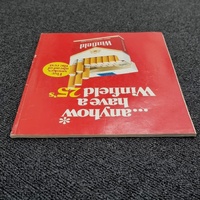 ...anyhow
*have a
Winfield 25's
Winfield